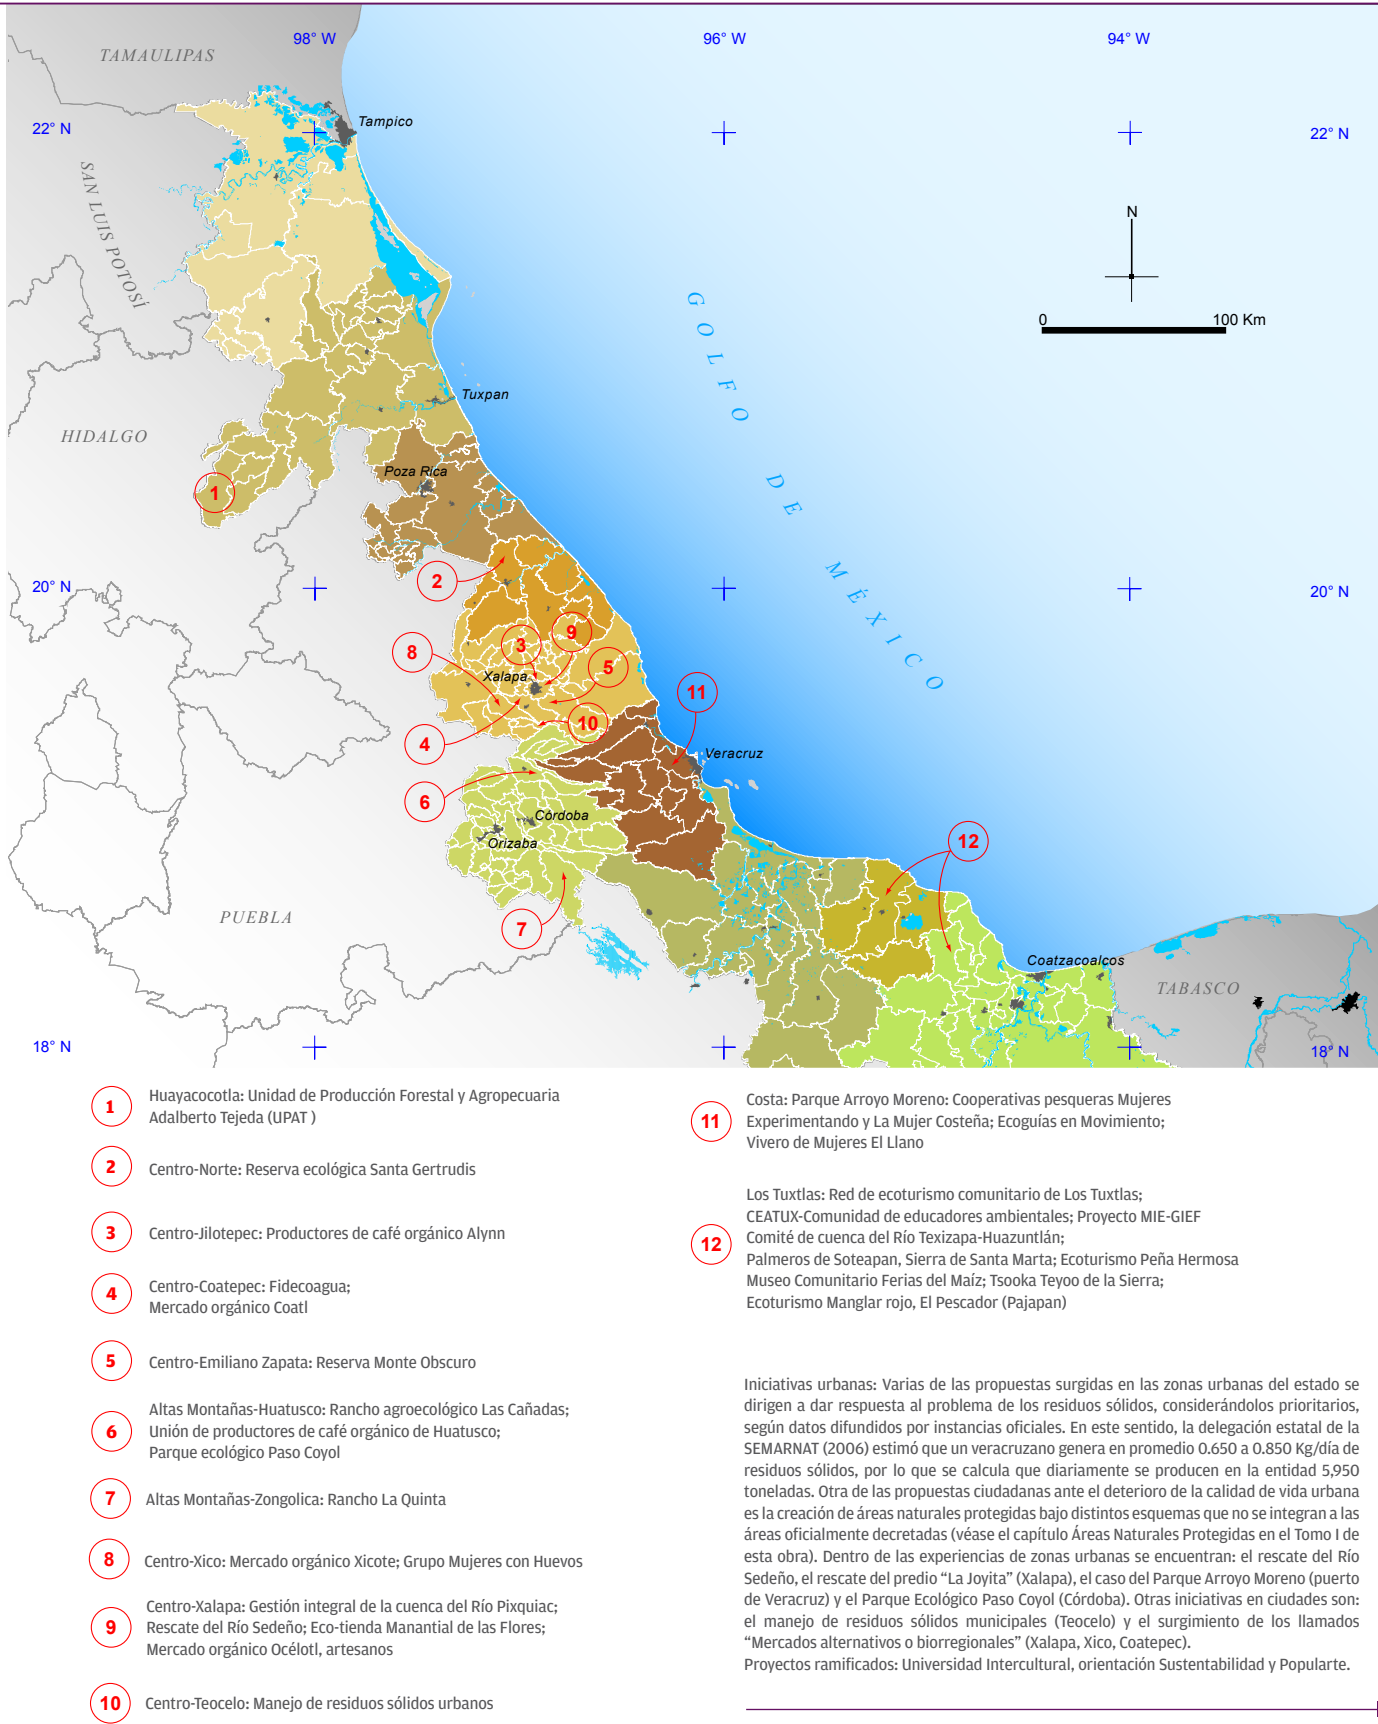 98° W
96° W
94° W
TAMAULIPAS
22° N
Tampico
22° N
SAN LUIS POTOSÍ
N
0
100 Km
GOLFO DE MÉXICO
Tuxpan
HIDALGO
Poza Rica
1
2
20° N
20° N
3
9
8
5
Xalapa
11
10
4
Veracruz
6
Córdoba
Orizaba
12
7
PUEBLA
Coatzacoalcos
TABASCO
18° N
18° N
1
Huayacocotla: Unidad de Producción Forestal y Agropecuaria
Adalberto Tejeda (UPAT )
2
Centro-Norte: Reserva ecológica Santa Gertrudis
3
Centro-Jilotepec: Productores de café orgánico Alynn
4
Centro-Coatepec: Fidecoagua;
Mercado orgánico Coatl
5
Centro-Emiliano Zapata: Reserva Monte Obscuro
6
Altas Montañas-Huatusco: Rancho agroecológico Las Cañadas;
Unión de productores de café orgánico de Huatusco;
Parque ecológico Paso Coyol
7
Altas Montañas-Zongolica: Rancho La Quinta
8
Centro-Xico: Mercado orgánico Xicote; Grupo Mujeres con Huevos
9
Centro-Xalapa: Gestión integral de la cuenca del Río Pixquiac;
Rescate del Río Sedeño; Eco-tienda Manantial de las Flores;
Mercado orgánico Océlotl, artesanos
10
Centro-Teocelo: Manejo de residuos sólidos urbanos
11
Costa: Parque Arroyo Moreno: Cooperativas pesqueras Mujeres
Experimentando y La Mujer Costeña; Ecoguías en Movimiento;
Vivero de Mujeres El Llano
12
Los Tuxtlas: Red de ecoturismo comunitario de Los Tuxtlas;
CEATUX-Comunidad de educadores ambientales; Proyecto MIE-GIEF
Comité de cuenca del Río Texizapa-Huazuntlán;
Palmeros de Soteapan, Sierra de Santa Marta; Ecoturismo Peña Hermosa
Museo Comunitario Ferias del Maíz; Tsooka Teyoo de la Sierra;
Ecoturismo Manglar rojo, El Pescador (Pajapan)
Iniciativas urbanas: Varias de las propuestas surgidas en las zonas urbanas del estado se
dirigen a dar respuesta al problema de los residuos sólidos, considerándolos prioritarios,
según datos difundidos por instancias oficiales. En este sentido, la delegación estatal de la
SEMARNAT (2006) estimó que un veracruzano genera en promedio 0.650 a 0.850 Kg/día de
residuos sólidos, por lo que se calcula que diariamente se producen en la entidad 5,950
toneladas. Otra de las propuestas ciudadanas ante el deterioro de la calidad de vida urbana
es la creación de áreas naturales protegidas bajo distintos esquemas que no se integran a las
áreas oficialmente decretadas (véase el capítulo Áreas Naturales Protegidas en el Tomo I de
esta obra). Dentro de las experiencias de zonas urbanas se encuentran: el rescate del Río
Sedeño, el rescate del predio “La Joyita” (Xalapa), el caso del Parque Arroyo Moreno (puerto
de Veracruz) y el Parque Ecológico Paso Coyol (Córdoba). Otras iniciativas en ciudades son:
el manejo de residuos sólidos municipales (Teocelo) y el surgimiento de los llamados
“Mercados alternativos o biorregionales” (Xalapa, Xico, Coatepec).
Proyectos ramificados: Universidad Intercultural, orientación Sustentabilidad y Popularte.